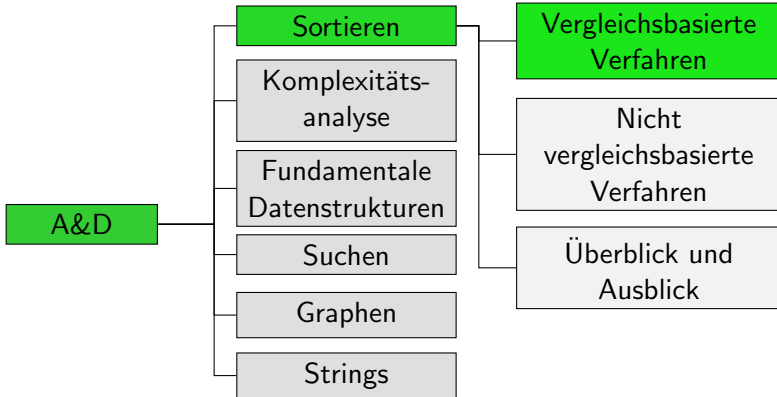 A&D
Sortieren
Komplexitäts-
analyse
Fundamentale
Datenstrukturen
Suchen
Graphen
Strings
Vergleichsbasierte
Verfahren
Nicht
vergleichsbasierte
Verfahren
Überblick und
Ausblick